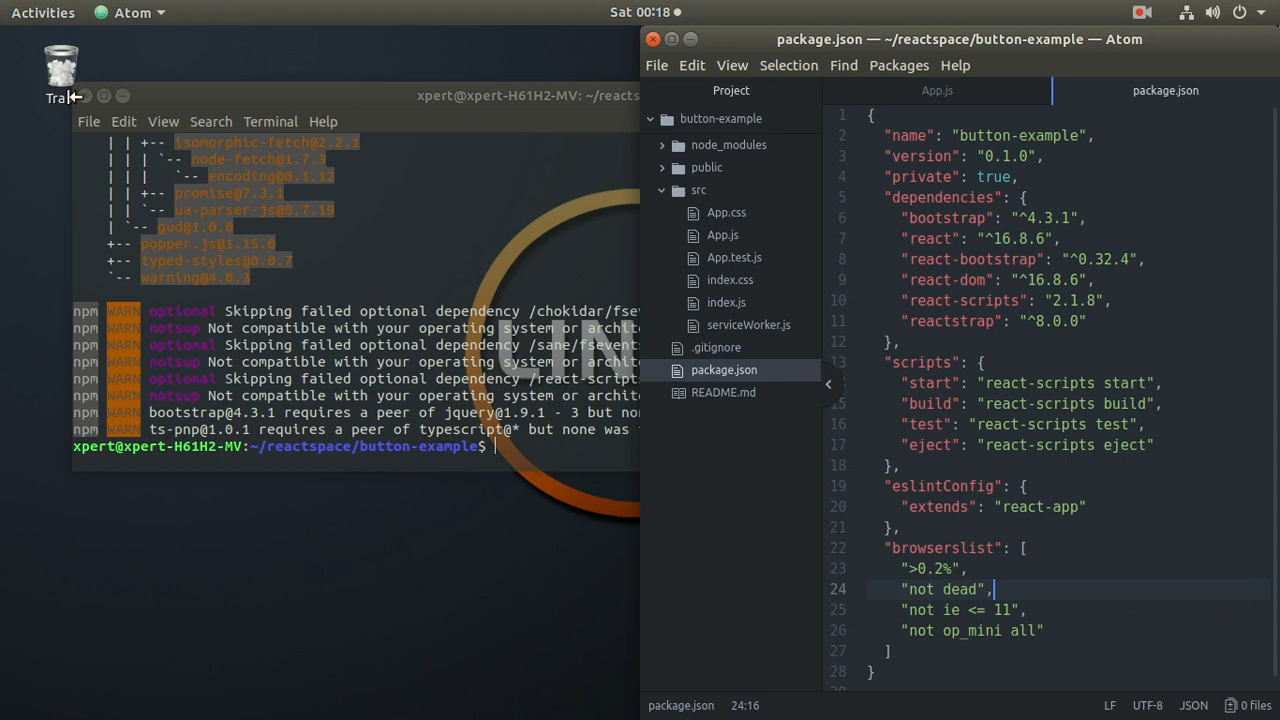 Activities
Atom
Sat 00:18
Tra
xpert@xpert-H61H2-MV: ~/reacts
File Edit View Search Terminal Help
| | +-- isomorphic-fetch@2.2.1
| | | `-- node-fetch@1.7.3
| | |   `-- encoding@0.1.12
| | +-- promise@7.3.1
| | `-- ua-parser-js@0.7.19
| `-- gud@1.0.0
+-- popper.js@1.15.0
+-- typed-styles@0.0.7
`-- warning@4.0.3
npm WARN optional Skipping failed optional dependency /chokidar/fsev
npm WARN notsup Not compatible with your operating system or archite
npm WARN optional Skipping failed optional dependency /sane/fsevents
npm WARN notsup Not compatible with your operating system or archite
npm WARN optional Skipping failed optional dependency /react-scripts
npm WARN notsup Not compatible with your operating system or archite
npm WARN bootstrap@4.3.1 requires a peer of jquery@1.9.1 - 3 but non
npm WARN ts-pnp@1.0.1 requires a peer of typescript@* but none was
xpert@xpert-H61H2-MV:~/reactspace/button-example$
LIN
package.json — ~/reactspace/button-example — Atom
File Edit View Selection Find Packages Help
Project
button-example
node_modules
public
src
App.css
App.js
App.test.js
index.css
index.js
serviceWorker.js
.gitignore
package.json
README.md
App.js
package.json
1 {
2 "name": "button-example",
3 "version": "0.1.0",
4 "private": true,
5 "dependencies": {
6 "bootstrap": "^4.3.1",
7 "react": "^16.8.6",
8 "react-bootstrap": "^0.32.4",
9 "react-dom": "^16.8.6",
10 "react-scripts": "2.1.8",
11 "reactstrap": "^8.0.0"
12 },
13 "scripts": {
14 "start": "react-scripts start",
15 "build": "react-scripts build",
16 "test": "react-scripts test",
17 "eject": "react-scripts eject"
18 },
19 "eslintConfig": {
20 "extends": "react-app"
21 },
22 "browserslist": [
23 ">0.2%",
24 "not dead",
25 "not ie <= 11",
26 "not op_mini all"
27 ]
28 }
package.json 24:16
LF UTF-8 JSON 0 files